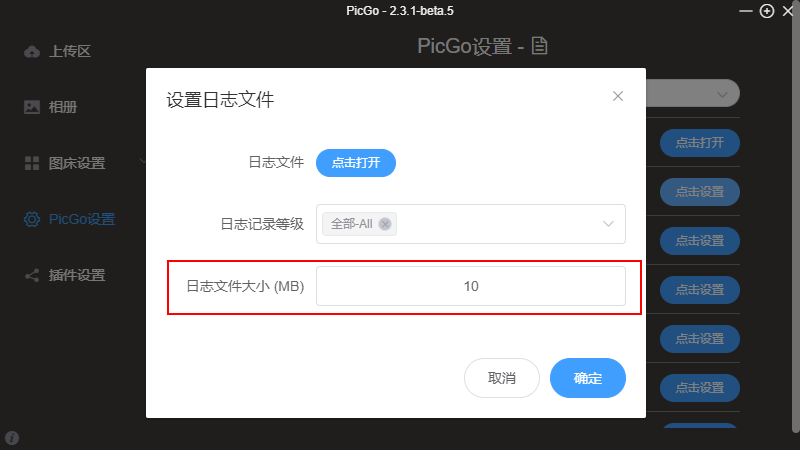 PicGo - 2.3.1-beta.5
上传区
相册
图床设置
PicGo设置
插件设置
PicGo设置 -
设置日志文件
日志文件
点击打开
日志记录等级
全部-All
日志文件大小 (MB)
10
取消
确定
点击打开
点击设置
点击设置
点击设置
点击设置
点击设置